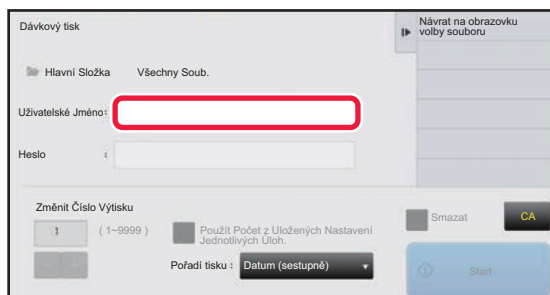 Dávkový tisk
Návrat na obrazovku
volby souboru
Hlavní Složka Všechny Soub.
Uživatelské Jméno:
Heslo :
Změnit Číslo Výtisku
1 ( 1~9999 )
Použít Počet z Uložených Nastavení
Jednotlivých Úloh.
Smazat
CA
Pořadí tisku : Datum (sestupně)
Start